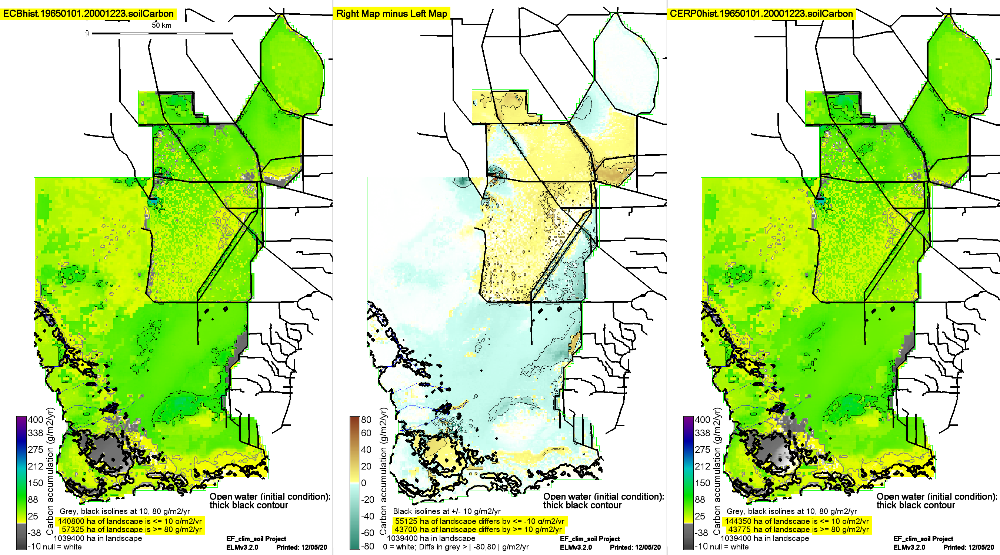 ECBhist.19650101.20001223.soilCarbon
50 km
N
400
338
275
212
150
88
25
-38
-10
Carbon accumulation (g/m2/yr)
Open water (initial condition):
thick black contour
Grey, black isolines at 10, 80 g/m2/yr
140800 ha of landscape is <= 10 g/m2/yr
57325 ha of landscape is >= 80 g/m2/yr
1039400 ha in landscape
null = white
EF_clim_soil Project
ELMv3.2.0 Printed: 12/05/20
Right Map minus Left Map
80
60
40
20
0
-20
-40
-60
-80
Carbon accumulation (g/m2/yr)
Open water (initial condition):
thick black contour
Black isolines at +/- 10 g/m2/yr
55125 ha of landscape differs by <= -10 g/m2/yr
43700 ha of landscape differs by >= 10 g/m2/yr
1039400 ha in landscape
0 = white; Diffs in grey > | -80,80 | g/m2/yr
EF_clim_soil Project
ELMv3.2.0 Printed: 12/05/20
CERP0hist.19650101.20001223.soilCarbon
400
338
275
212
150
88
25
-38
-10
Carbon accumulation (g/m2/yr)
Open water (initial condition):
thick black contour
Grey, black isolines at 10, 80 g/m2/yr
144350 ha of landscape is <= 10 g/m2/yr
43775 ha of landscape is >= 80 g/m2/yr
1039400 ha in landscape
null = white
EF_clim_soil Project
ELMv3.2.0 Printed: 12/05/20